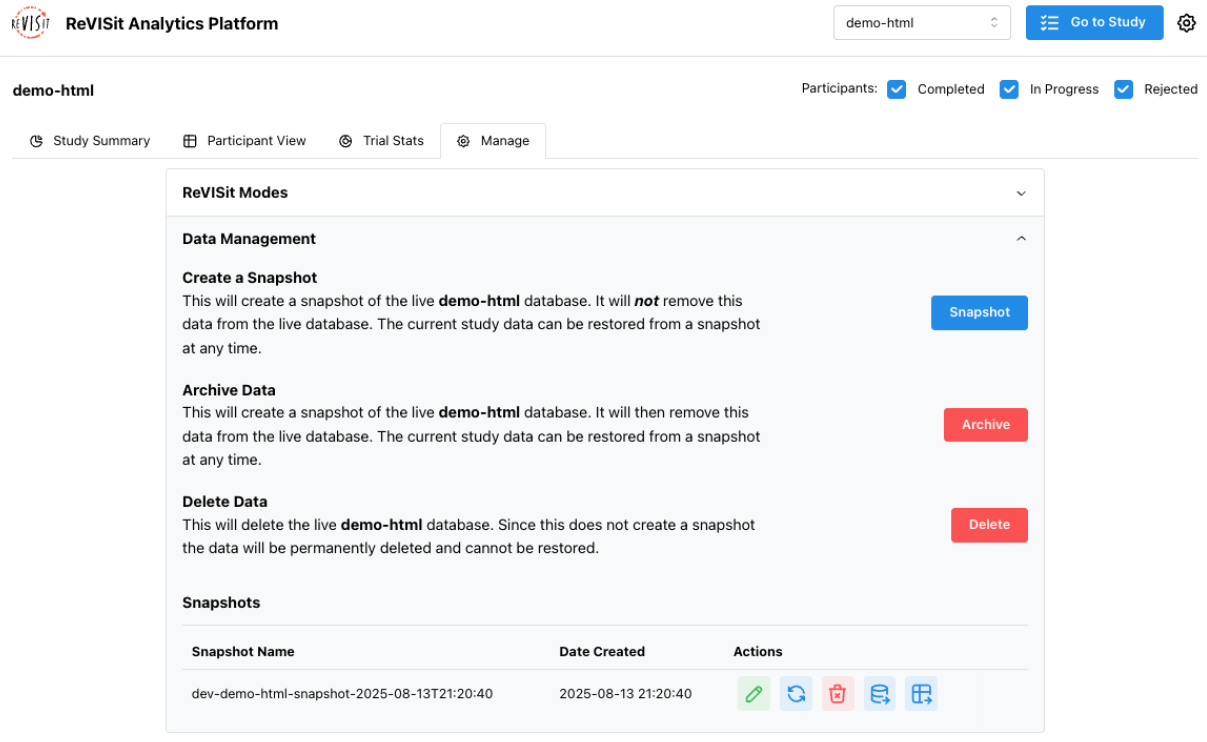 reVISit ReVISit Analytics Platform demo-html Go to Study
demo-html Participants: Completed In Progress Rejected
Study Summary Participant View Trial Stats Manage
ReVISit Modes
Data Management
Create a Snapshot
This will create a snapshot of the live demo-html database. It will not remove this
data from the live database. The current study data can be restored from a snapshot
at any time.
Snapshot
Archive Data
This will create a snapshot of the live demo-html database. It will then remove this
data from the live database. The current study data can be restored from a snapshot
at any time.
Archive
Delete Data
This will delete the live demo-html database. Since this does not create a snapshot
the data will be permanently deleted and cannot be restored.
Delete
Snapshots
Snapshot Name Date Created Actions
dev-demo-html-snapshot-2025-08-13T21:20:40 2025-08-13 21:20:40